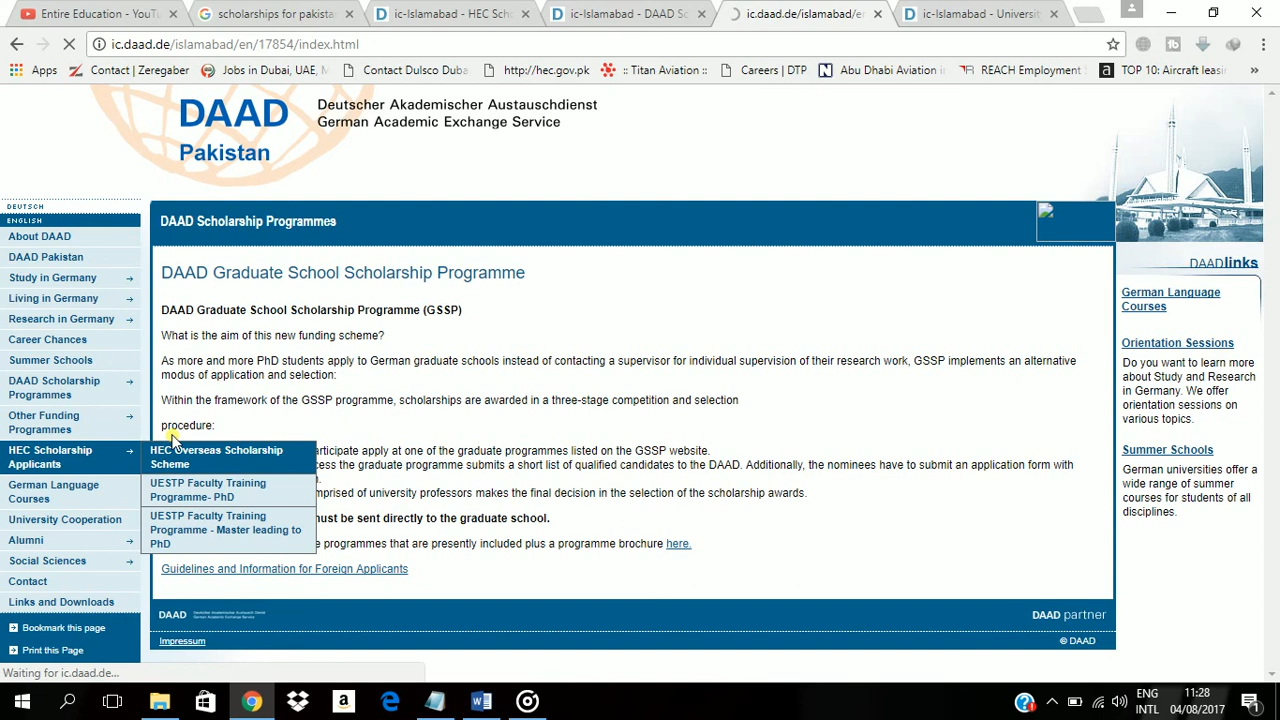 Entire Education - YouT
scholarships for pakista
ic-Islamabad - HEC Sch
ic-Islamabad - DAAD Sc
ic.daad.de/islamabad/en
ic-Islamabad - Universit
ic.daad.de/islamabad/en/17854/index.html
Apps
Contact | Zeregaber
Jobs in Dubai, UAE, M
Contact Dulsco Duba
http://hec.gov.pk
:: Titan Aviation ::
Careers | DTP
Abu Dhabi Aviation i
REACH Employment S
TOP 10: Aircraft leasi
DAAD
Pakistan
Deutscher Akademischer Austauschdienst
German Academic Exchange Service
DEUTSCH
ENGLISH
About DAAD
DAAD Pakistan
Study in Germany
Living in Germany
Research in Germany
Career Chances
Summer Schools
DAAD Scholarship
Programmes
Other Funding
Programmes
HEC Scholarship
Applicants
German Language
Courses
University Cooperation
Alumni
Social Sciences
Contact
Links and Downloads
Bookmark this page
Print this Page
HEC Overseas Scholarship
Scheme
UESTP Faculty Training
Programme- PhD
UESTP Faculty Training
Programme - Master leading to
PhD
DAAD Scholarship Programmes
DAAD Graduate School Scholarship Programme
DAAD Graduate School Scholarship Programme (GSSP)
What is the aim of this new funding scheme?
As more and more PhD students apply to German graduate schools instead of contacting a supervisor for individual supervision of their research work, GSSP implements an alternative
modus of application and selection:
Within the framework of the GSSP programme, scholarships are awarded in a three-stage competition and selection
procedure:
articipate apply at one of the graduate programmes listed on the GSSP website.
cess the graduate programme submits a short list of qualified candidates to the DAAD. Additionally, the nominees have to submit an application form with
n.
mprised of university professors makes the final decision in the selection of the scholarship awards.
must be sent directly to the graduate school.
e programmes that are presently included plus a programme brochure here.
Guidelines and Information for Foreign Applicants
DAAD
DAAD partner
Impressum
© DAAD
DAADlinks
German Language
Courses
Orientation Sessions
Do you want to learn more
about Study and Research
in Germany. We offer
orientation sessions on
various topics.
Summer Schools
German universities offer a
wide range of summer
courses for students of all
disciplines.
Waiting for ic.daad.de...
ENG
INTL
11:28
04/08/2017